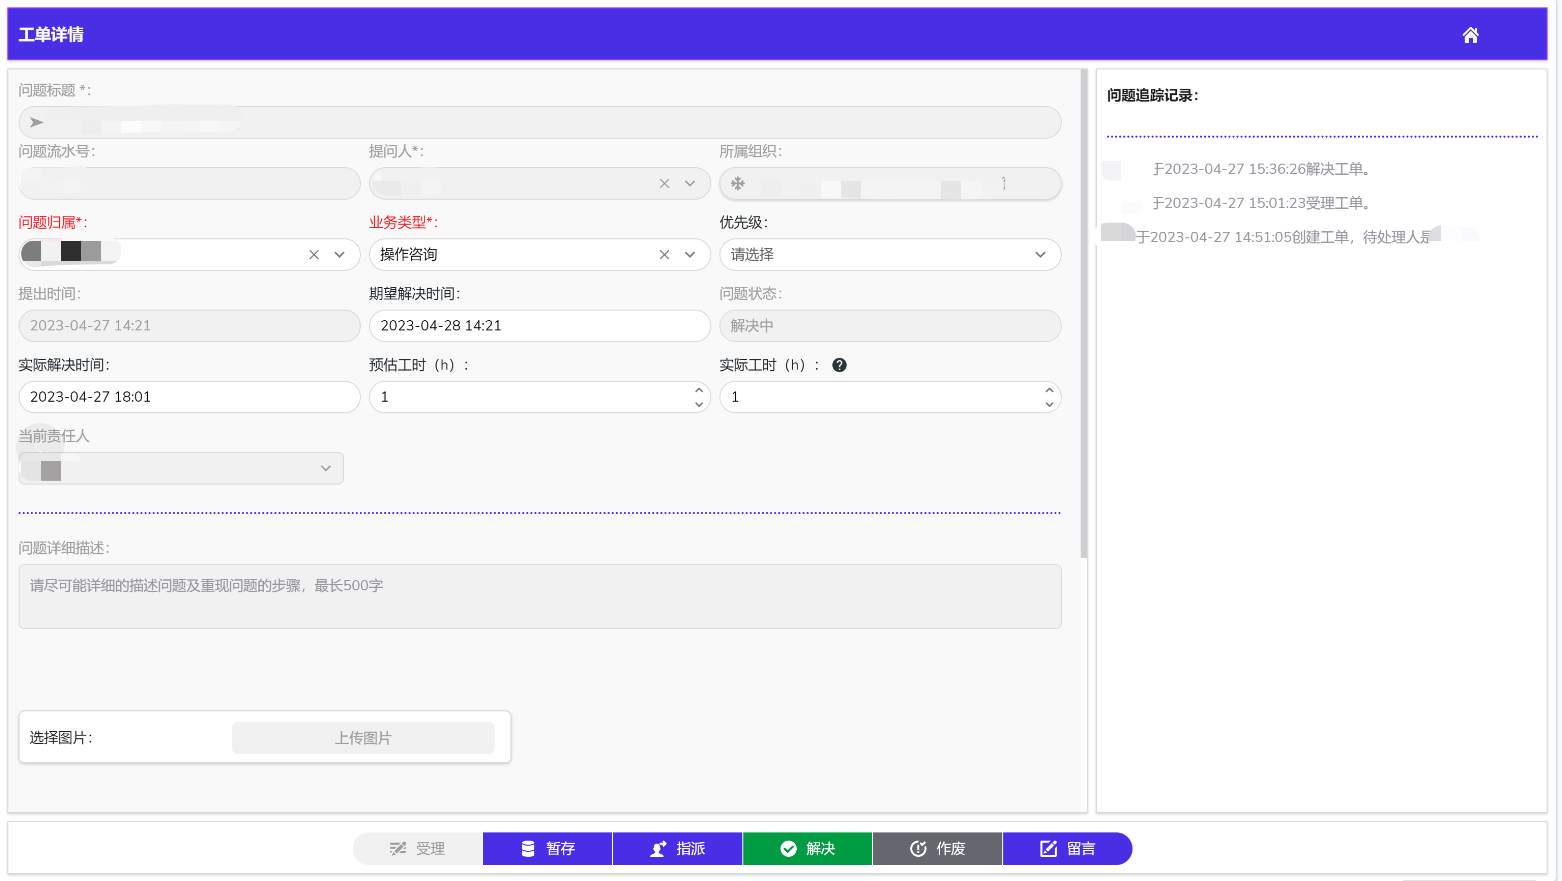 工单详情
问题标题 *:
问题流水号:
提问人*:
所属组织:
问题归属*:
业务类型*:
优先级:
操作咨询
请选择
提出时间:
期望解决时间:
问题状态:
2023-04-27 14:21
2023-04-28 14:21
解决中
实际解决时间:
预估工时（h）:
实际工时（h）:
2023-04-27 18:01
1
1
当前责任人
问题详细描述:
请尽可能详细的描述问题及重现问题的步骤，最长500字
选择图片:
上传图片
问题追踪记录:
于2023-04-27 15:36:26解决工单。
于2023-04-27 15:01:23受理工单。
于2023-04-27 14:51:05创建工单，待处理人是
受理
暂存
指派
解决
作废
留言